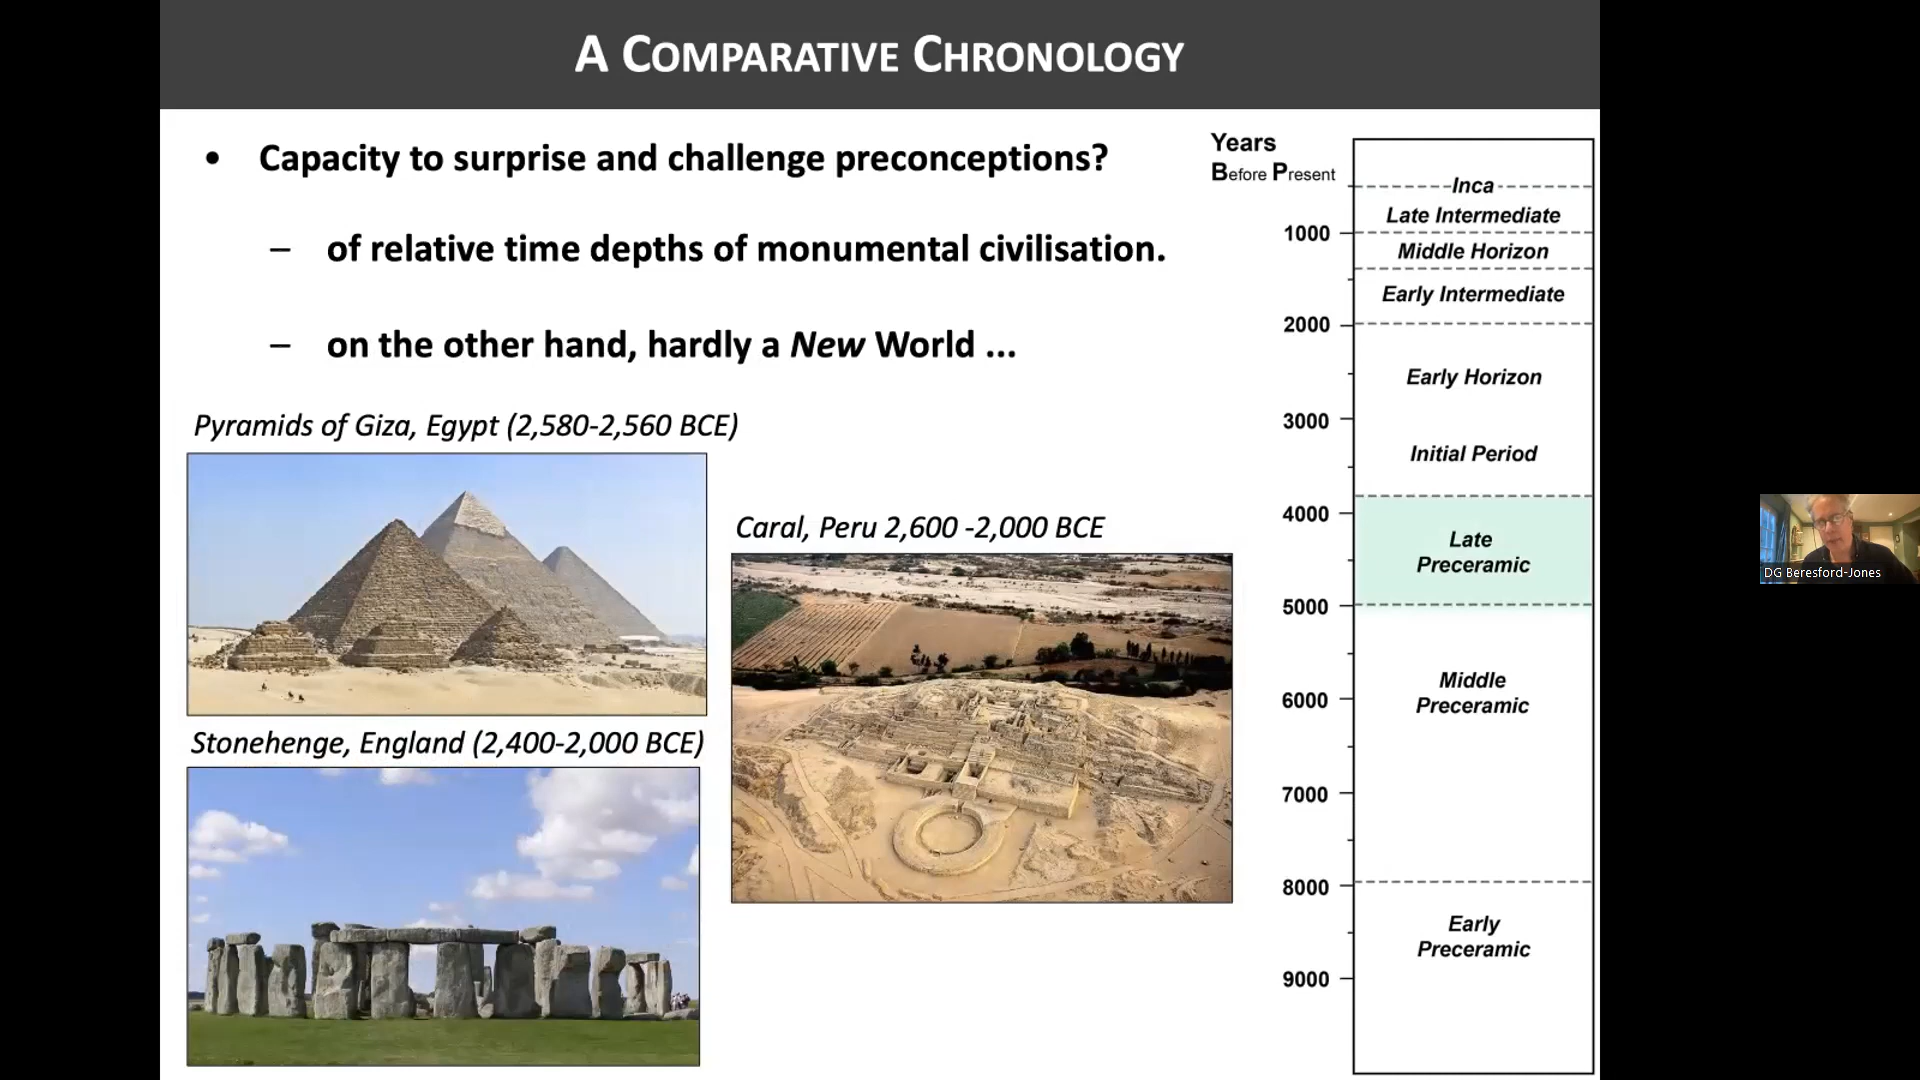 A COMPARATIVE CHRONOLOGY
• Capacity to surprise and challenge preconceptions?
– of relative time depths of monumental civilisation.
– on the other hand, hardly a New World ...
Pyramids of Giza, Egypt (2,580-2,560 BCE)
Caral, Peru 2,600 -2,000 BCE
Stonehenge, England (2,400-2,000 BCE)
Years
Before Present
Inca
Late Intermediate
1000
Middle Horizon
Early Intermediate
2000
Early Horizon
3000
Initial Period
4000
Late
Preceramic
5000
Middle
Preceramic
6000
7000
8000
Early
Preceramic
9000
DG Beresford-Jones